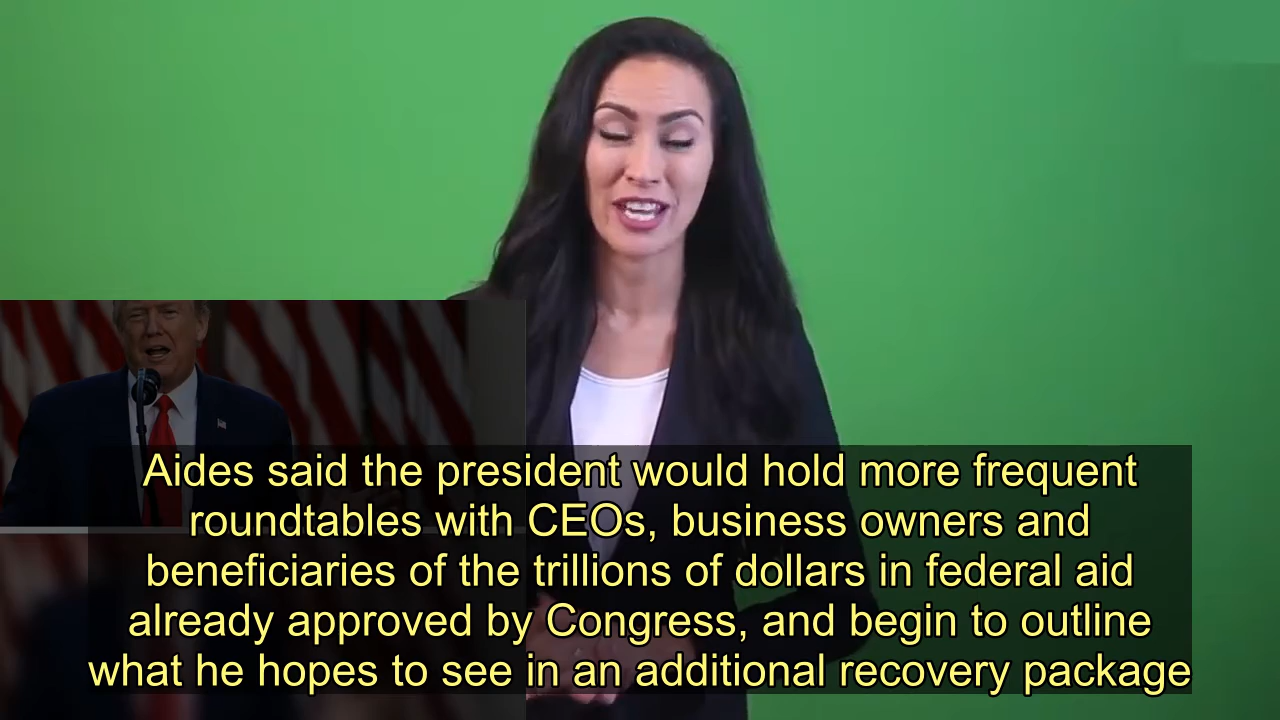 Aides said the president would hold more frequent
roundtables with CEOs, business owners and
beneficiaries of the trillions of dollars in federal aid
already approved by Congress, and begin to outline
what he hopes to see in an additional recovery package